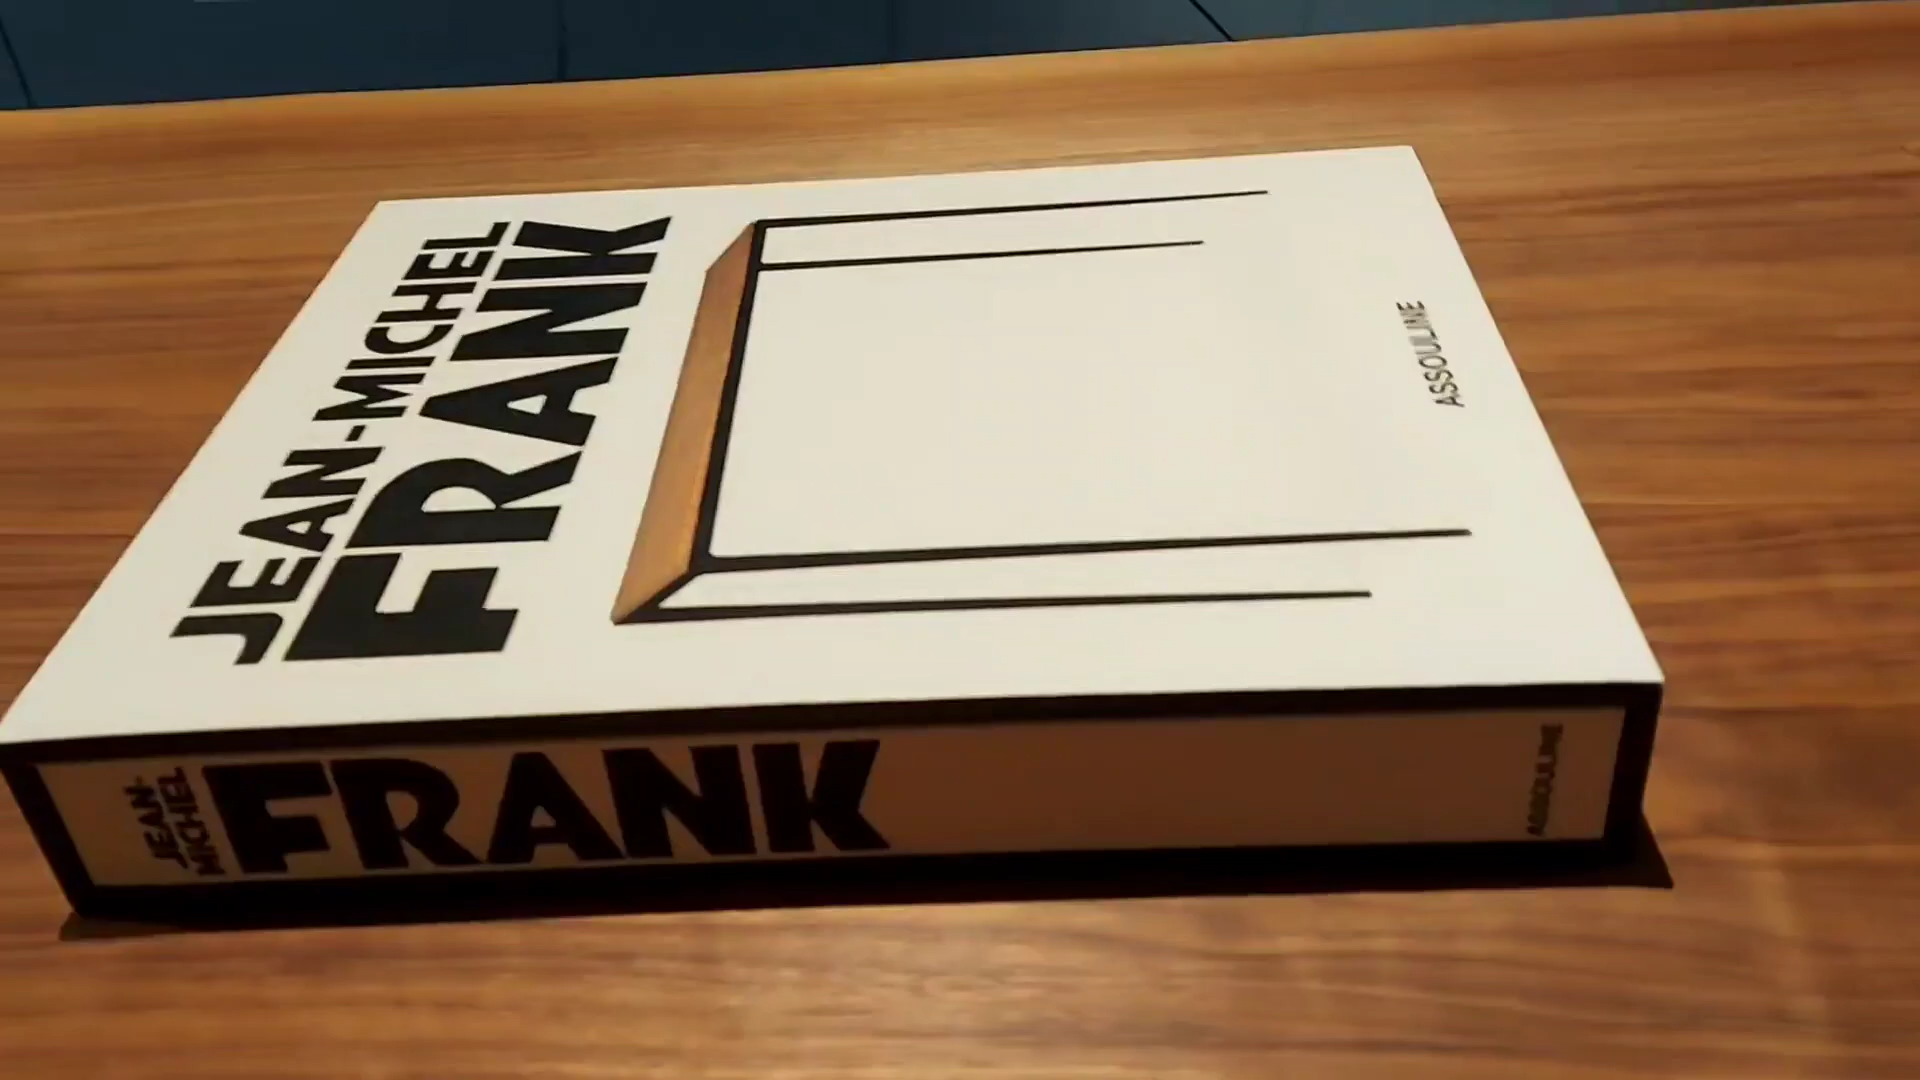 JEAN-MICHEL
FRANK
ASSOULINE
JEAN-
MICHEL
FRANK
ASSOULINE